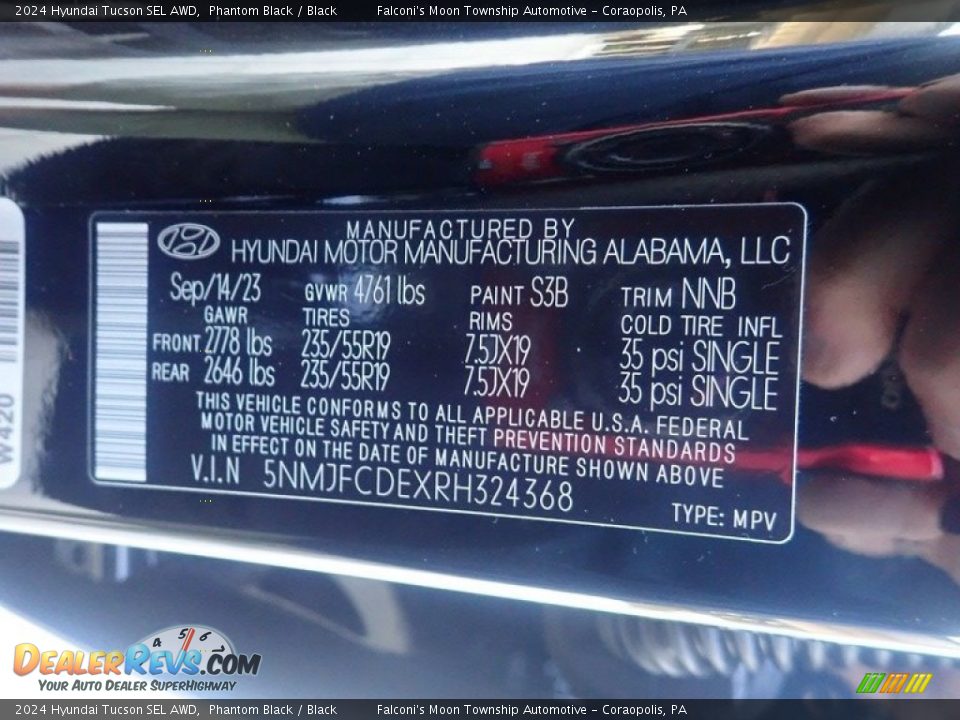 2024 Hyundai Tucson SEL AWD, Phantom Black / Black Falconi's Moon Township Automotive - Coraopolis, PA
MANUFACTURED BY
HYUNDAI MOTOR MANUFACTURING ALABAMA, LLC
Sep/14/23 GVWR 4761 lbs PAINT S3B TRIM NNB
GAWR TIRES RIMS COLD TIRE INFL
FRONT 2778 lbs 235/55R19 7.5JX19 35 psi SINGLE
REAR 2646 lbs 235/55R19 7.5JX19 35 psi SINGLE
THIS VEHICLE CONFORMS TO ALL APPLICABLE U.S.A. FEDERAL
MOTOR VEHICLE SAFETY AND THEFT PREVENTION STANDARDS
IN EFFECT ON THE DATE OF MANUFACTURE SHOWN ABOVE
V.I.N 5NMJFCDEXRH324368
TYPE: MPV
W420
4 5 6
DEALERREVS.COM
YOUR AUTO DEALER SUPERHIGHWAY
2024 Hyundai Tucson SEL AWD, Phantom Black / Black Falconi's Moon Township Automotive - Coraopolis, PA